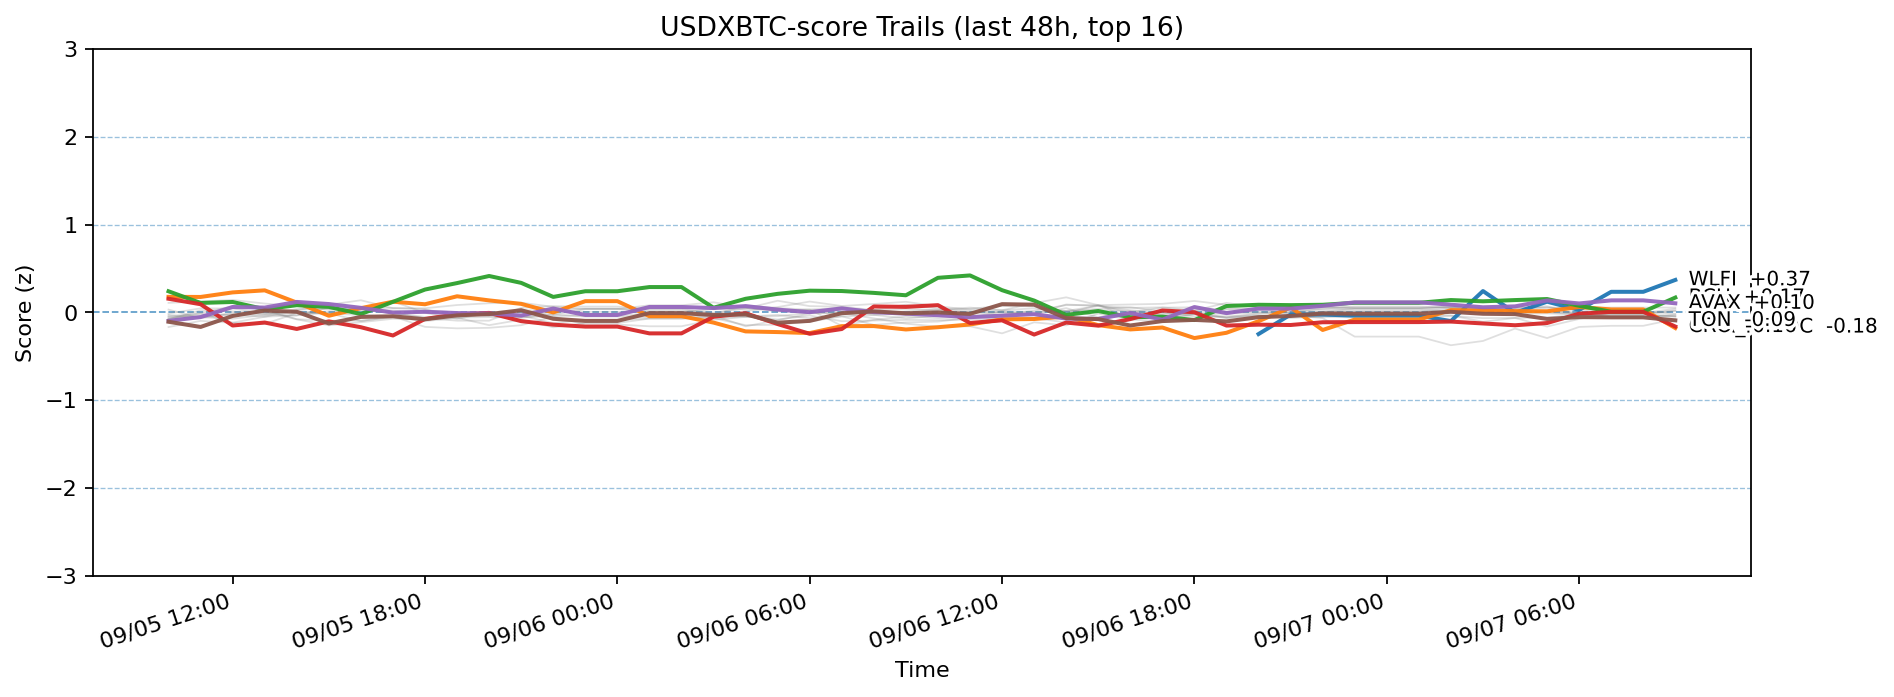 USDXBTC-score Trails (last 48h, top 16)
Score (z)
3
2
1
0
−1
−2
−3
WLFI +0.37
AVAX +0.10
TON -0.09
-0.18
09/05 12:00
09/05 18:00
09/06 00:00
09/06 06:00
09/06 12:00
09/06 18:00
09/07 00:00
09/07 06:00
Time